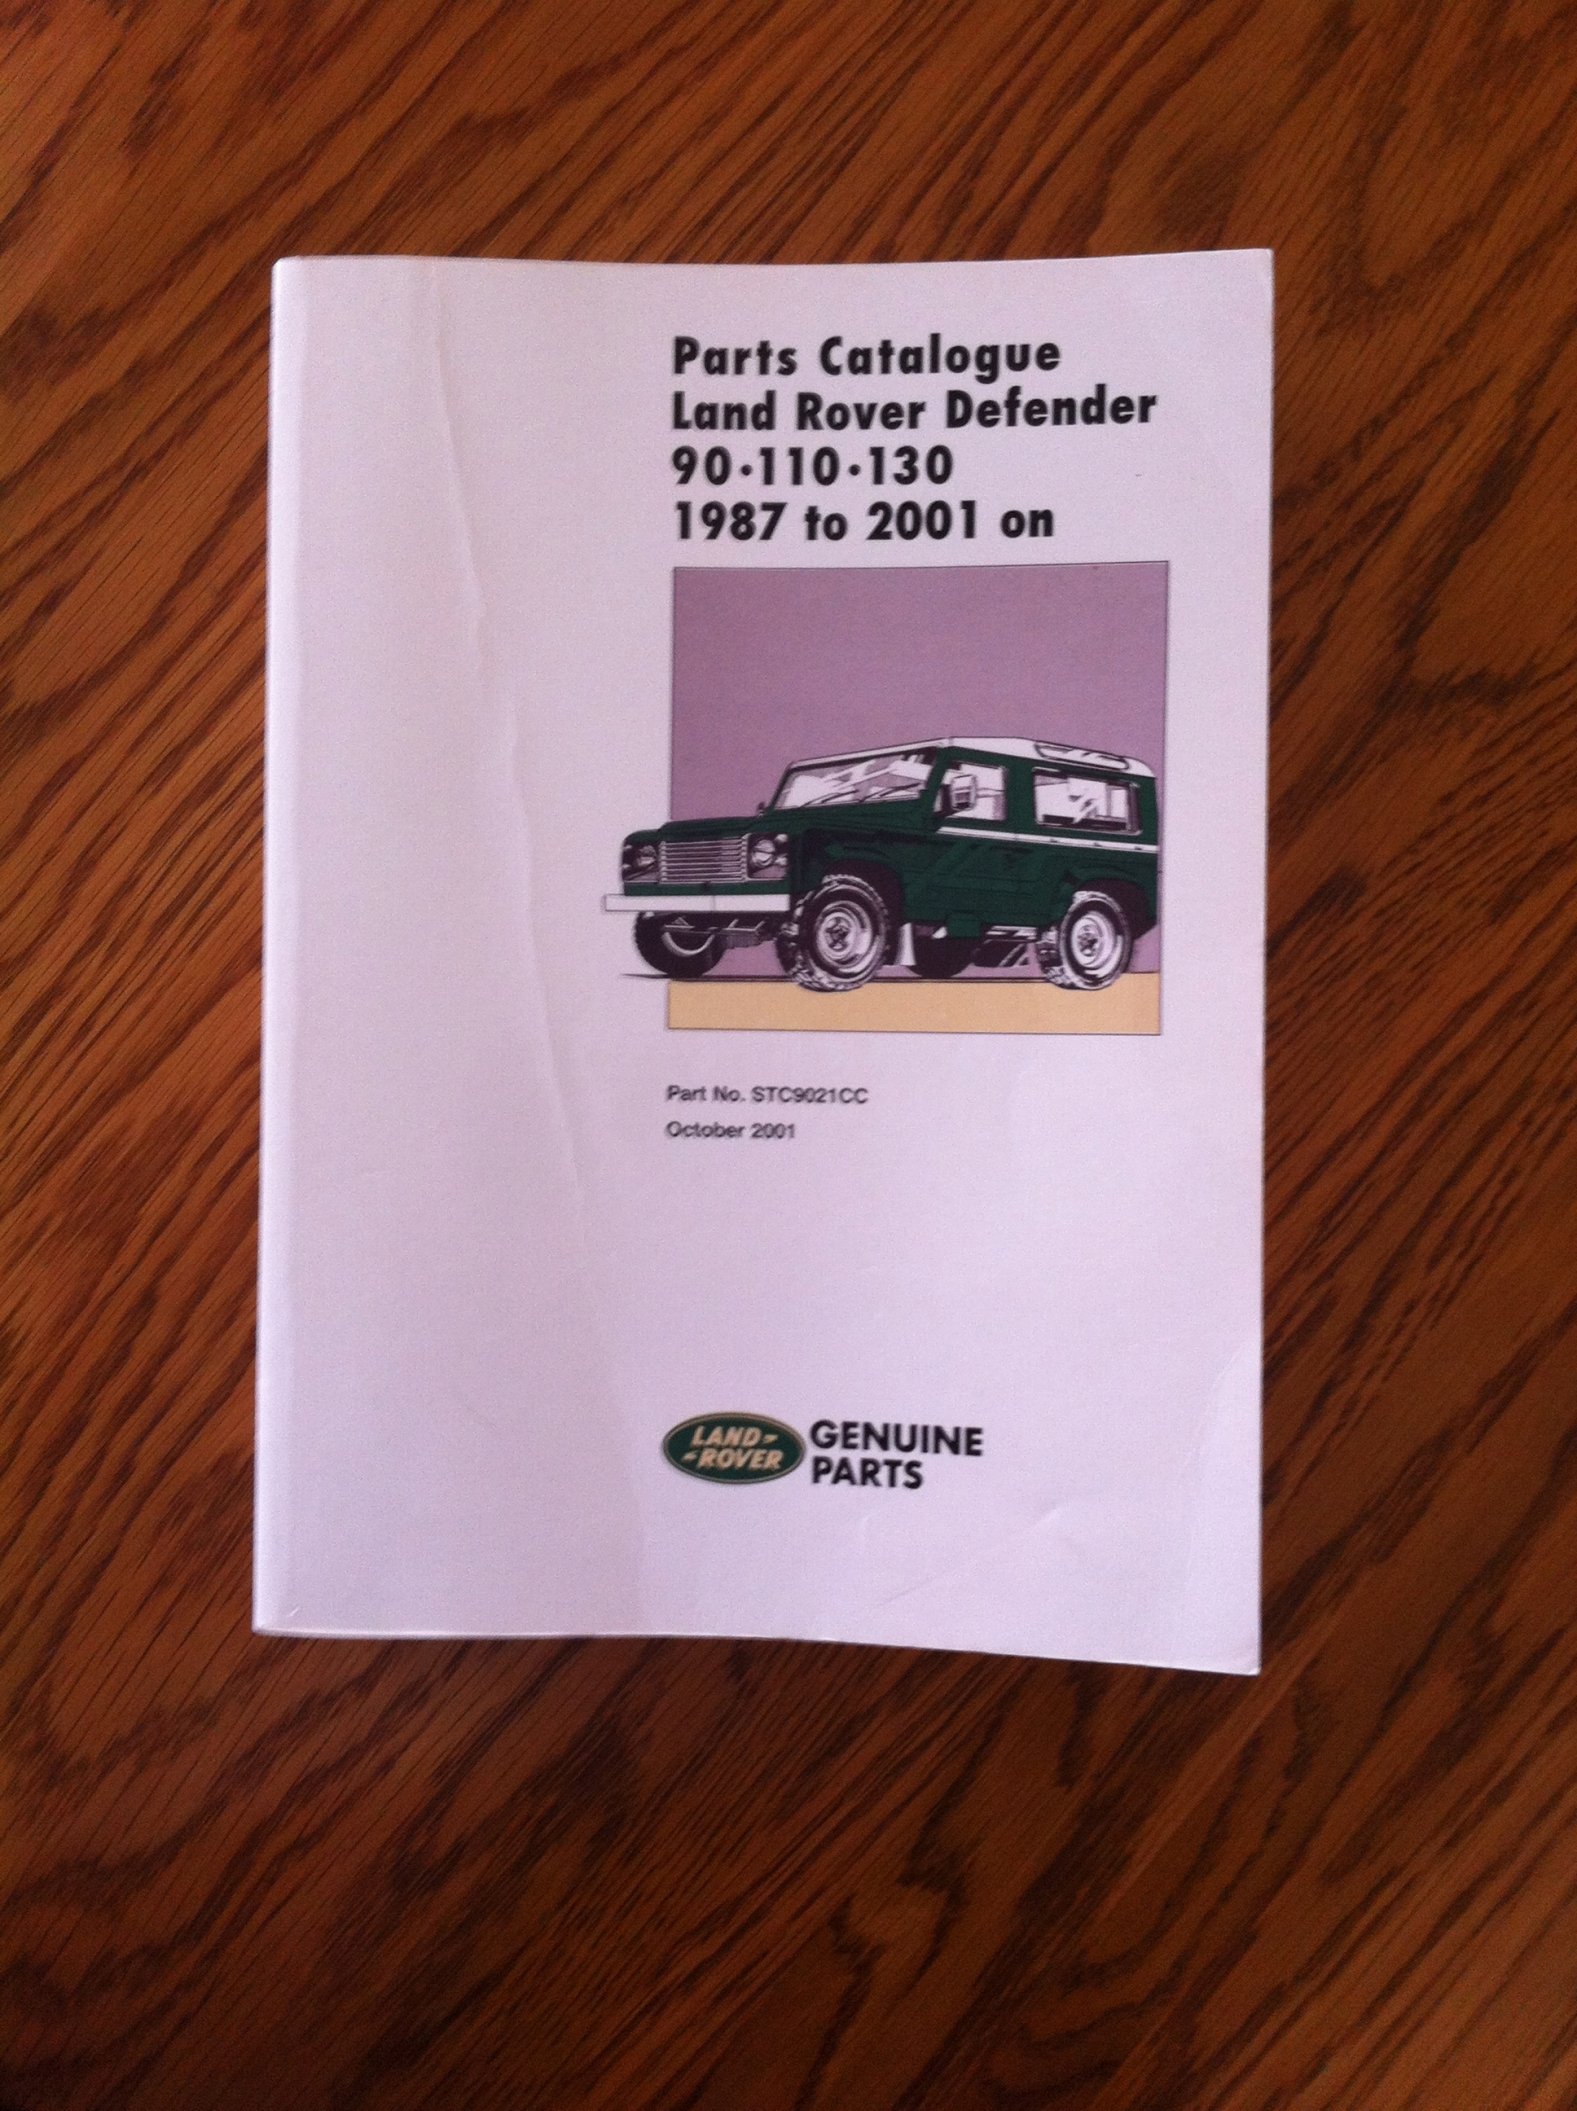 Parts Catalogue
Land Rover Defender
90·110·130
1987 to 2001 on
Part No. STC9021CC
October 2001
LAND-
-ROVER
GENUINE
PARTS